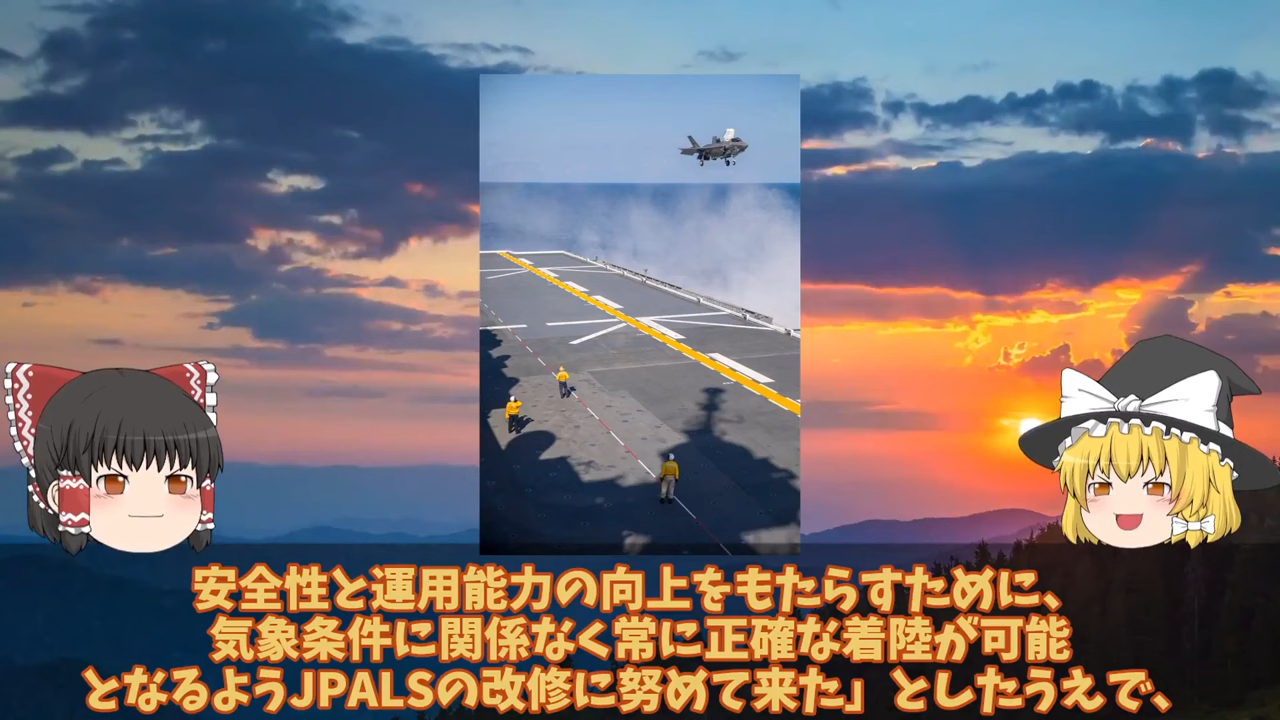 安全性と運用能力の向上をもたらすために、
気象条件に関係なく常に正確な着陸が可能
となるようJPALSの改修に努めて来た」としたうえで、